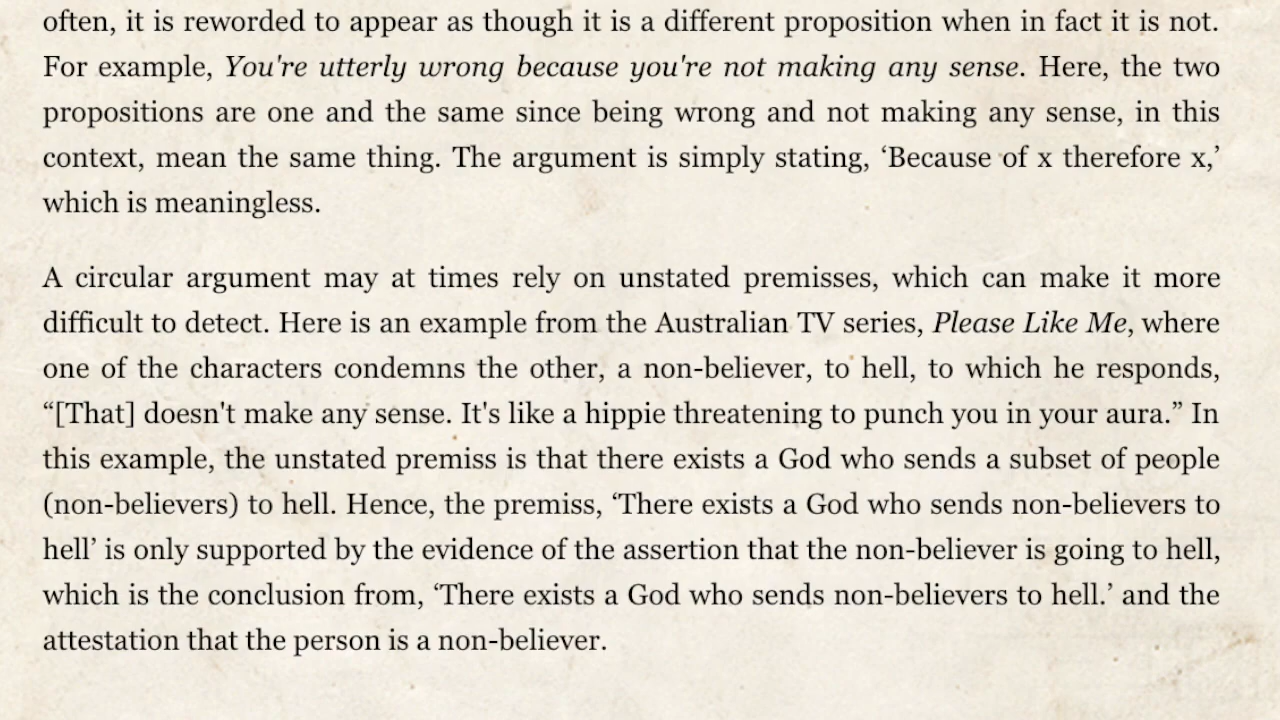 often, it is reworded to appear as though it is a different proposition when in fact it is not.
For example, You're utterly wrong because you're not making any sense. Here, the two
propositions are one and the same since being wrong and not making any sense, in this
context, mean the same thing. The argument is simply stating, ‘Because of x therefore x,’
which is meaningless.
A circular argument may at times rely on unstated premisses, which can make it more
difficult to detect. Here is an example from the Australian TV series, Please Like Me, where
one of the characters condemns the other, a non-believer, to hell, to which he responds,
“[That] doesn't make any sense. It's like a hippie threatening to punch you in your aura.” In
this example, the unstated premiss is that there exists a God who sends a subset of people
(non-believers) to hell. Hence, the premiss, ‘There exists a God who sends non-believers to
hell’ is only supported by the evidence of the assertion that the non-believer is going to hell,
which is the conclusion from, ‘There exists a God who sends non-believers to hell.’ and the
attestation that the person is a non-believer.